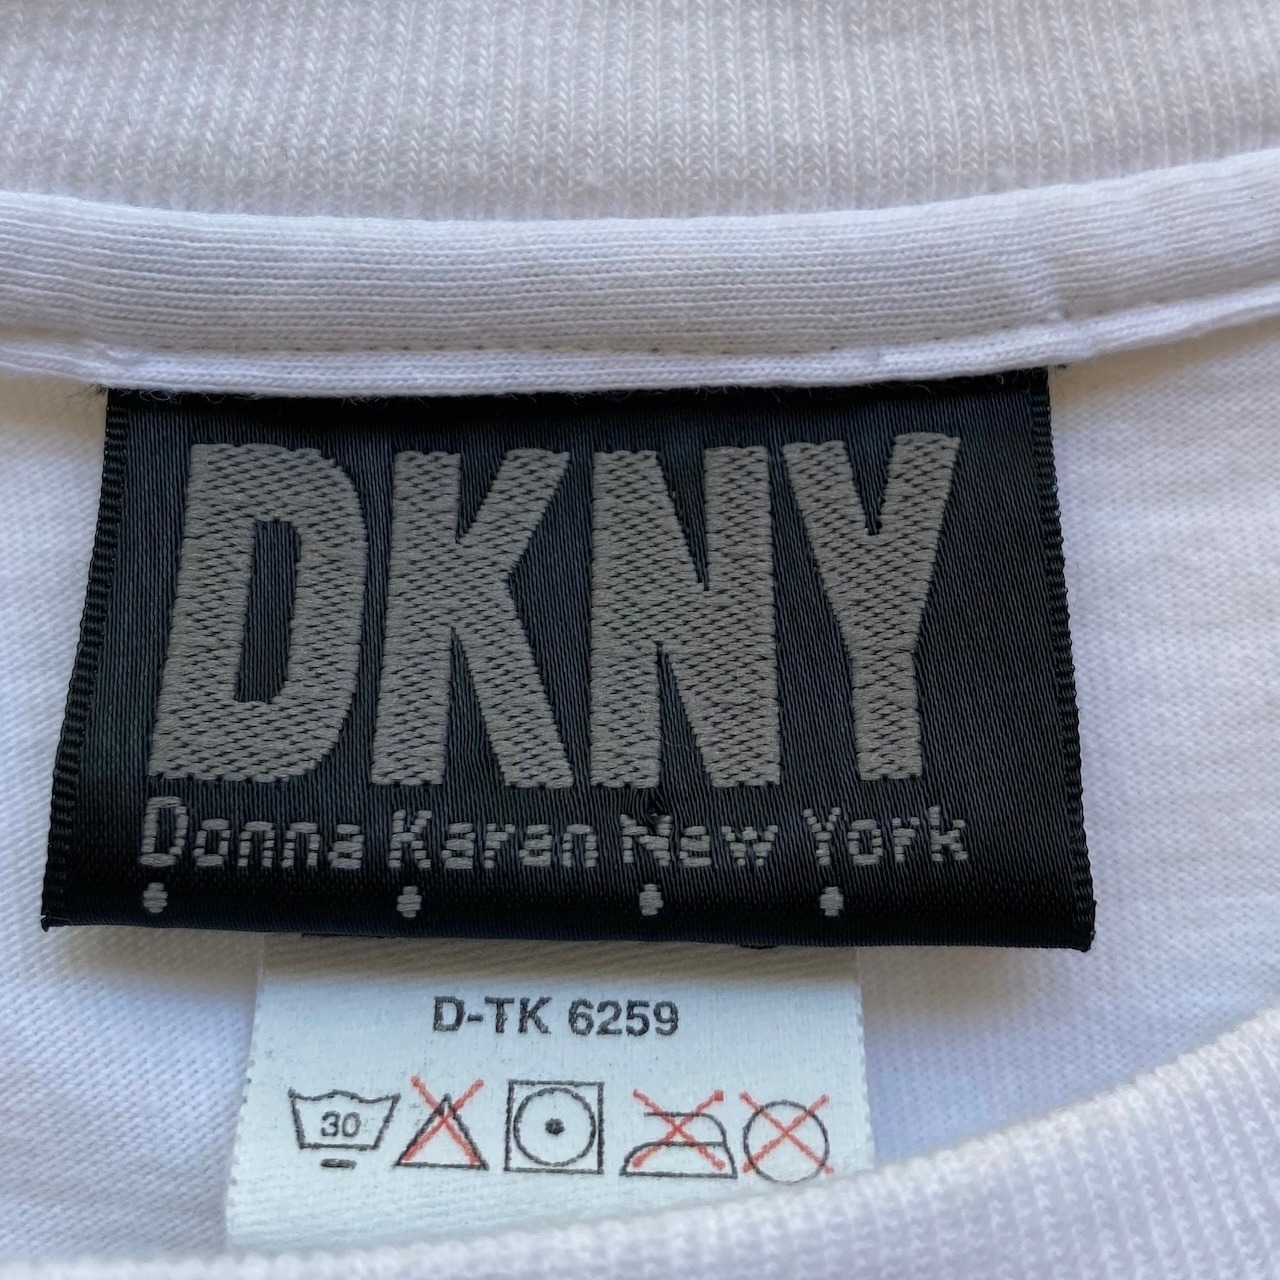 DKNY
Donna Karan New York
D-TK 6259
30